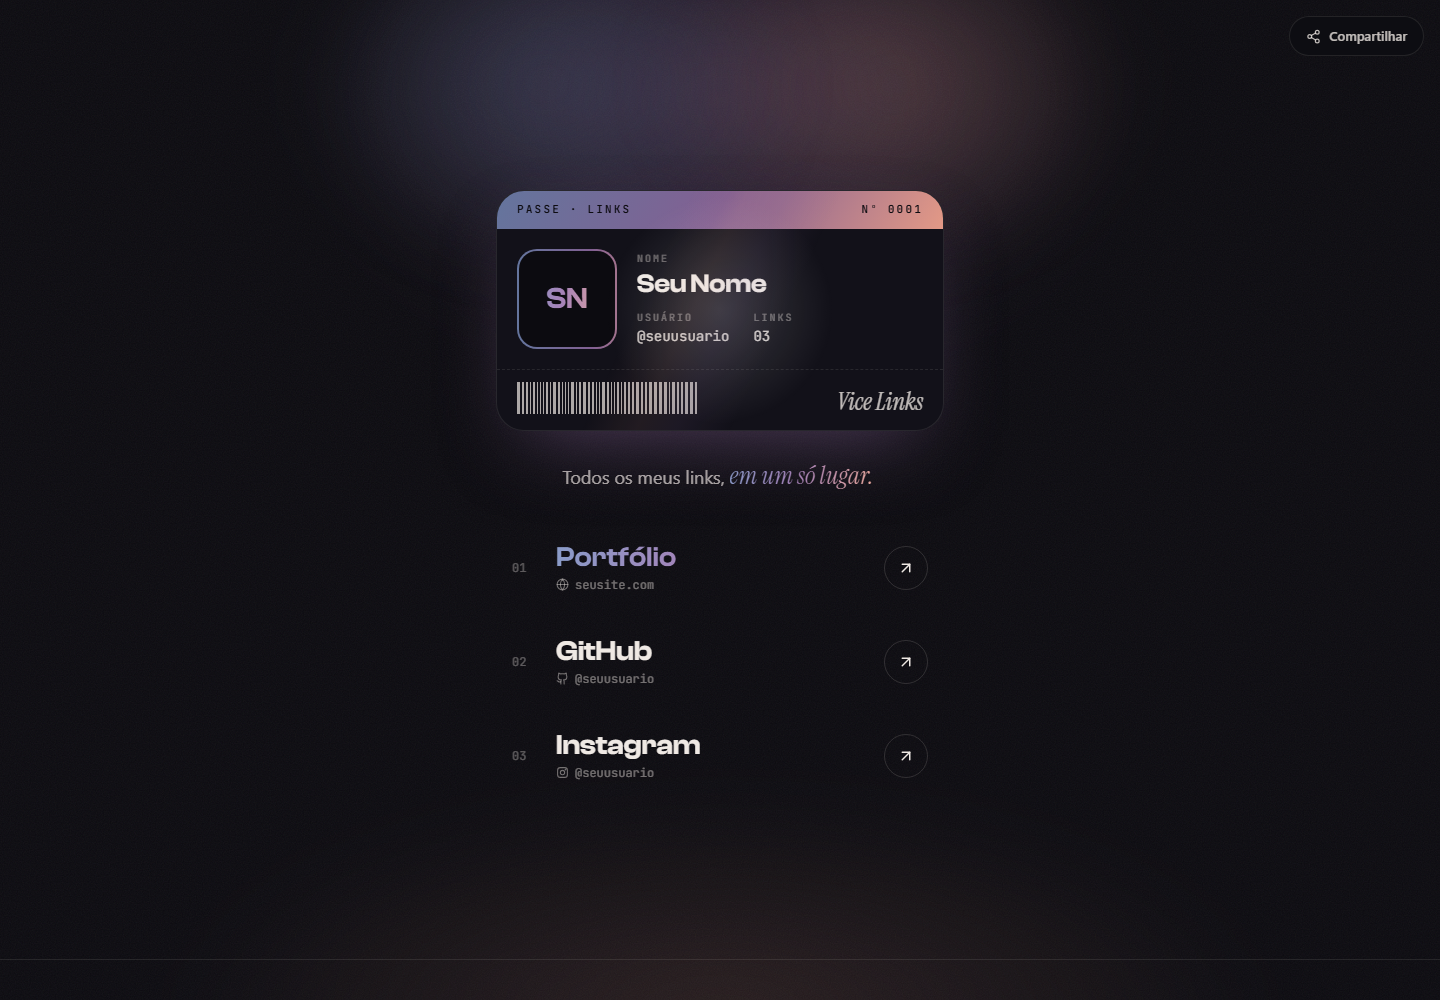 Compartilhar
PASSE · LINKS
N° 0001
SN
NOME
Seu Nome
USUÁRIO
LINKS
@seuusuario
03
Vice Links
Todos os meus links, em um só lugar.
01
Portfólio
seusite.com
02
GitHub
@seuusuario
03
Instagram
@seuusuario